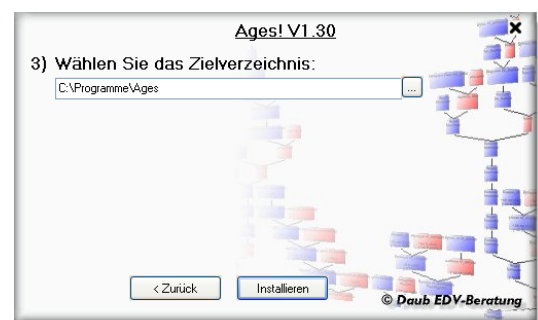 Ages! V1.30
3) Wählen Sie das Zielverzeichnis:
C:\Programme\Ages
...
< Zurück
Installieren
© Daub EDV-Beratung